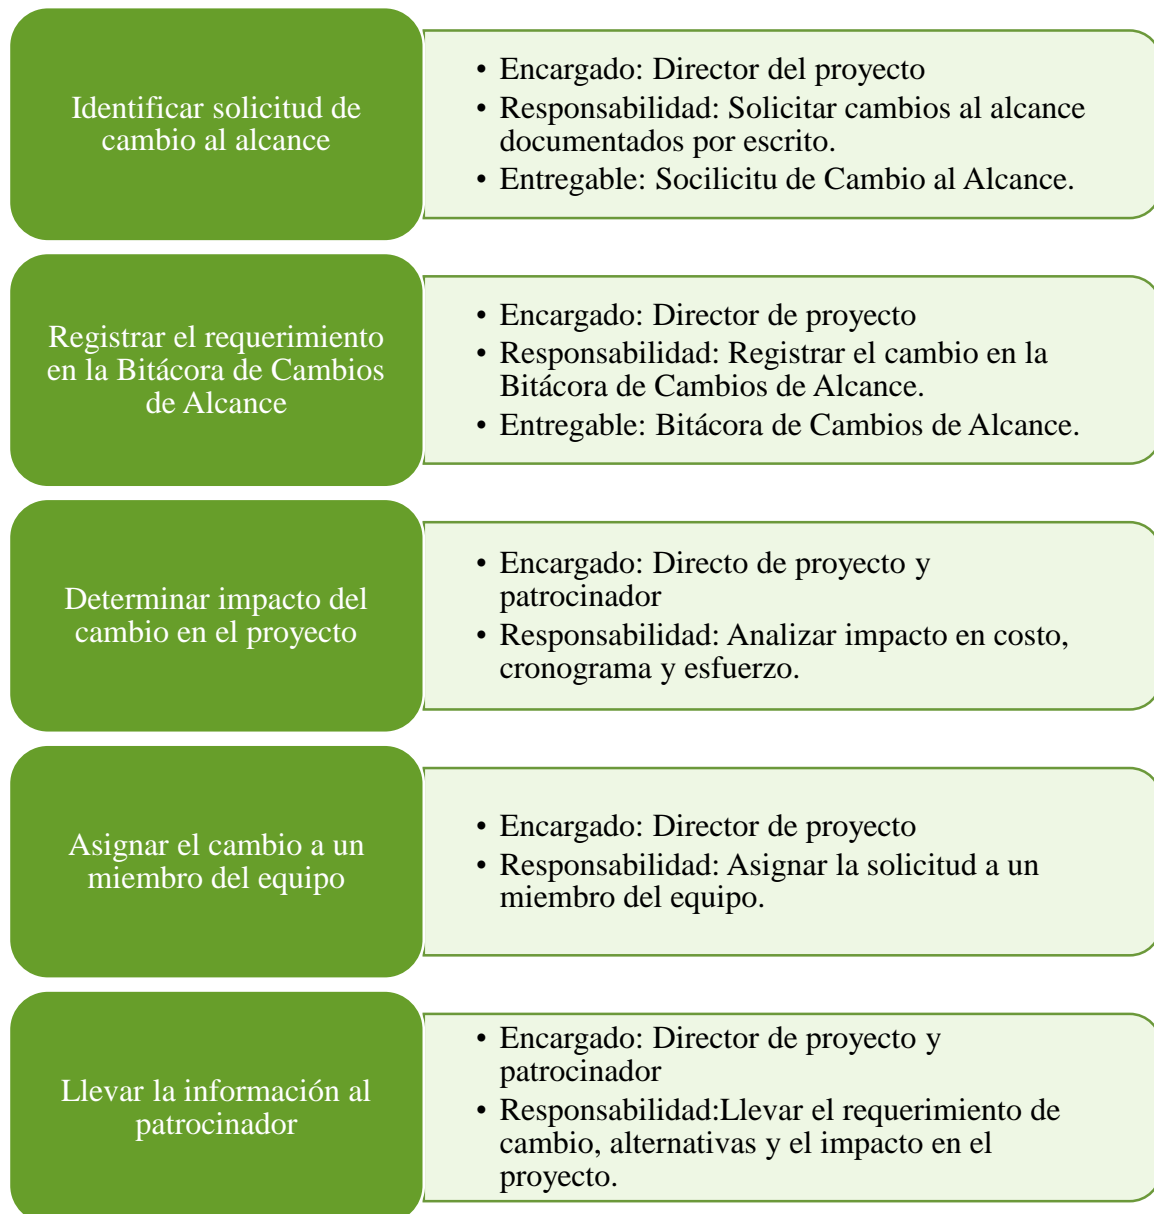 Identificar solicitud de
cambio al alcance
• Encargado: Director del proyecto
• Responsabilidad: Solicitar cambios al alcance
documentados por escrito.
• Entregable: Socilicitu de Cambio al Alcance.
Registrar el requerimiento
en la Bitácora de Cambios
de Alcance
• Encargado: Director de proyecto
• Responsabilidad: Registrar el cambio en la
Bitácora de Cambios de Alcance.
• Entregable: Bitácora de Cambios de Alcance.
Determinar impacto del
cambio en el proyecto
• Encargado: Directo de proyecto y
patrocinador
• Responsabilidad: Analizar impacto en costo,
cronograma y esfuerzo.
Asignar el cambio a un
miembro del equipo
• Encargado: Director de proyecto
• Responsabilidad: Asignar la solicitud a un
miembro del equipo.
Llevar la información al
patrocinador
• Encargado: Director de proyecto y
patrocinador
• Responsabilidad:Llevar el requerimiento de
cambio, alternativas y el impacto en el
proyecto.